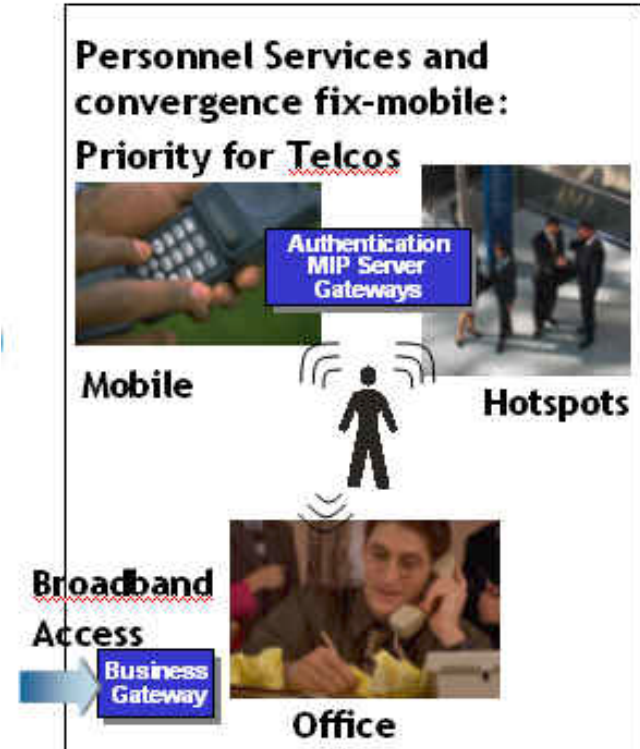 Personnel Services and
convergence fix-mobile:
Priority for Telcos
Authentication
MIP Server
Gateways
Mobile
Hotspots
Broadband
Access
Business
Gateway
Office